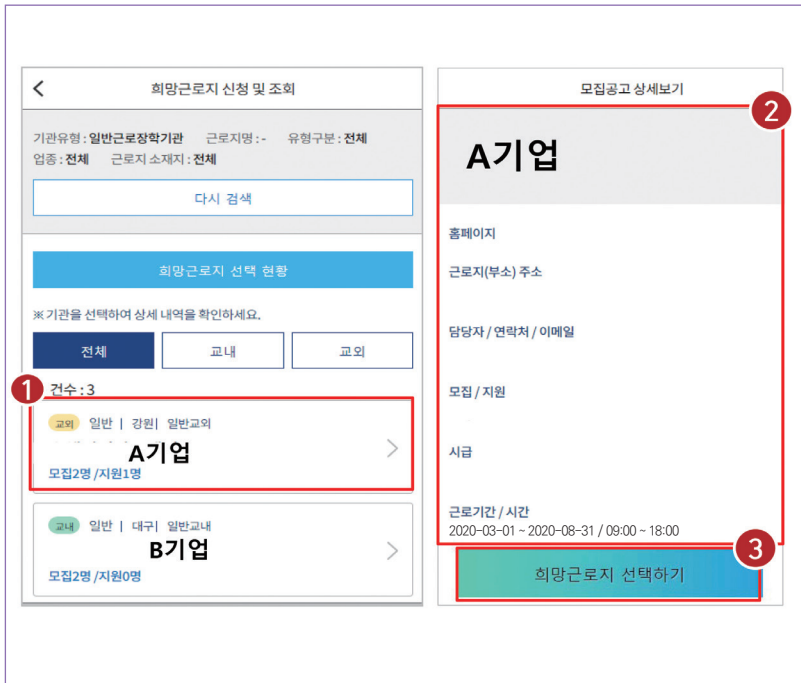 희망근로지 신청 및 조회
기관유형 : 일반근로장학기관 근로지명 : - 유형구분 : 전체
업종 : 전체 근로지 소재지 : 전체
다시 검색
희망근로지 선택 현황
※ 기관을 선택하여 상세 내역을 확인하세요.
전체 교내 교외
1
건수 : 3
교외 일반 | 강원| 일반교외
A기업
모집2명 /지원1명
교내 일반 | 대구| 일반교내
B기업
모집2명 /지원0명
모집공고 상세보기
2
A기업
홈페이지
근로지(부소) 주소
담당자 / 연락처 / 이메일
모집 / 지원
시급
근로기간 / 시간
2020-03-01 ~ 2020-08-31 / 09:00 ~ 18:00
3
희망근로지 선택하기